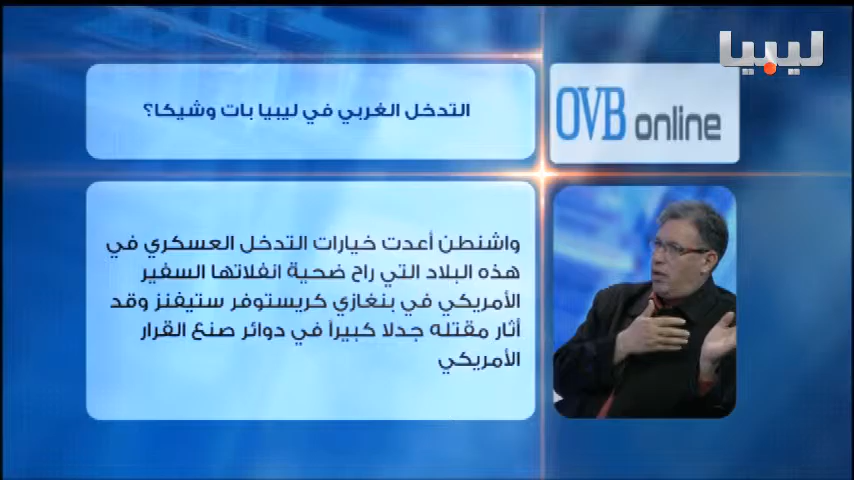 ليبيا
OVB online
التدخل الغربي في ليبيا بات وشيكا؟
واشنطن أعدت خيارات التدخل العسكري في
هذه البلاد التي راح ضحية انفلاتها السفير
الأمريكي في بنغازي كريستوفر ستيفنز وقد
أثار مقتله جدلا كبيراً في دوائر صنع القرار
الأمريكي